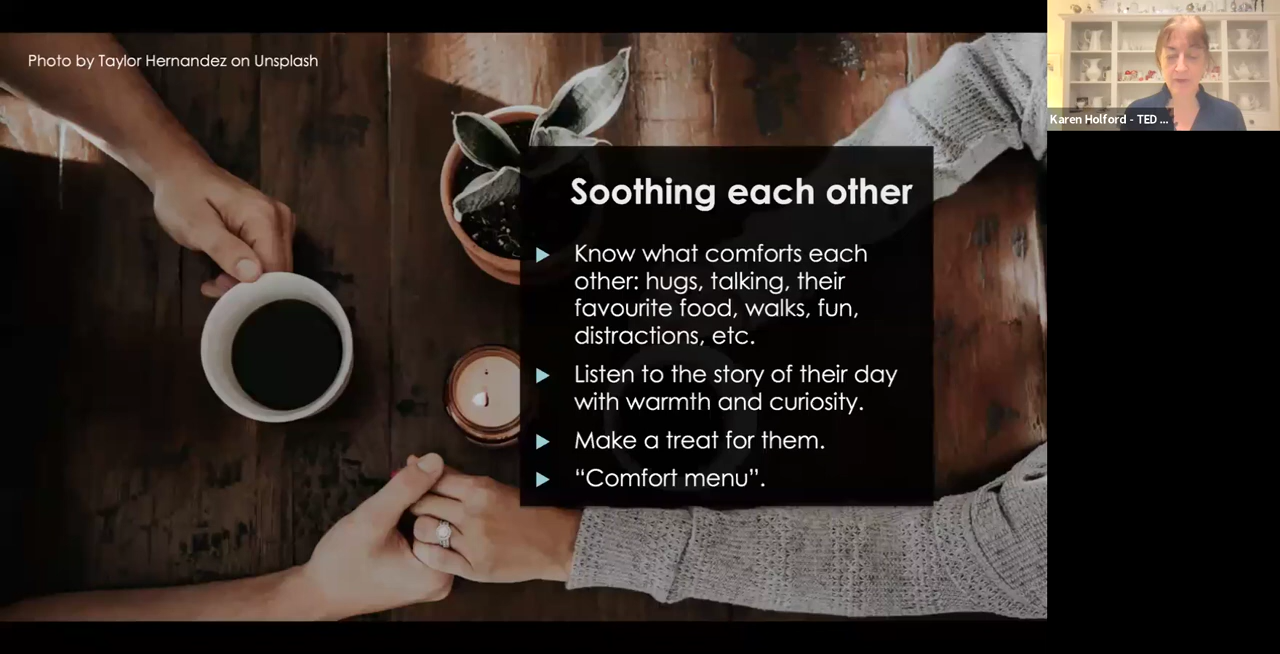 Photo by Taylor Hernandez on Unsplash
Karen Holford - TED ...
Soothing each other
Know what comforts each
other: hugs, talking, their
favourite food, walks, fun,
distractions, etc.
Listen to the story of their day
with warmth and curiosity.
Make a treat for them.
“Comfort menu”.